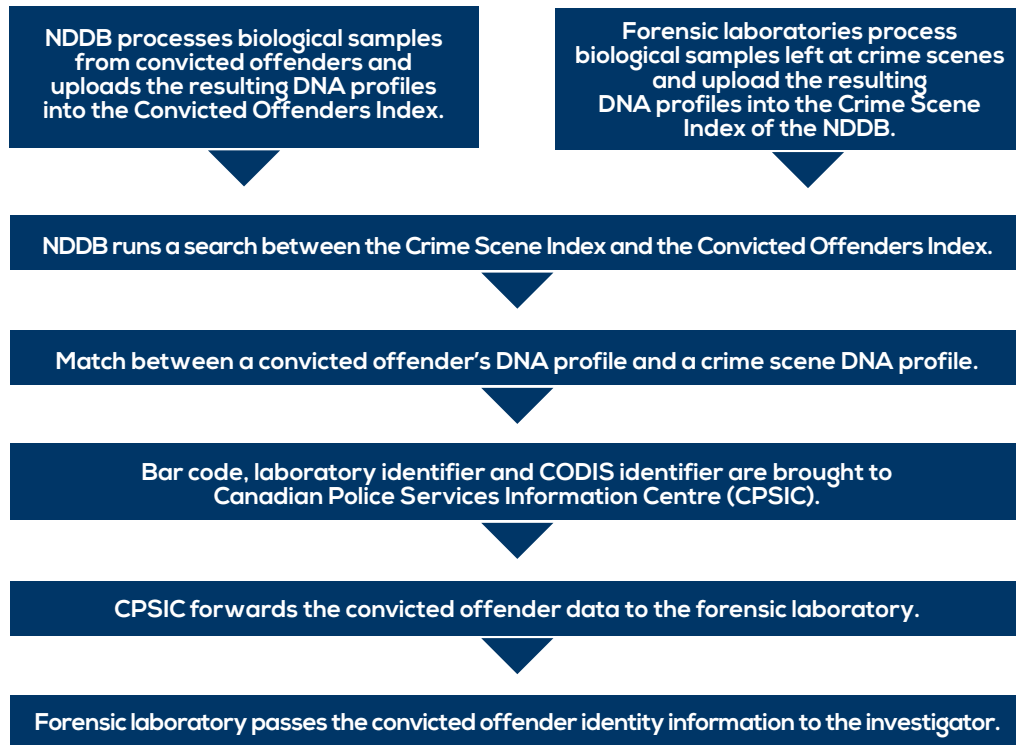 NDDB processes biological samples
from convicted offenders and
uploads the resulting DNA profiles
into the Convicted Offenders Index.
Forensic laboratories process
biological samples left at crime scenes
and upload the resulting
DNA profiles into the Crime Scene
Index of the NDDB.
NDDB runs a search between the Crime Scene Index and the Convicted Offenders Index.
Match between a convicted offender's DNA profile and a crime scene DNA profile.
Bar code, laboratory identifier and CODIS identifier are brought to
Canadian Police Services Information Centre (CPSIC).
CPSIC forwards the convicted offender data to the forensic laboratory.
Forensic laboratory passes the convicted offender identity information to the investigator.